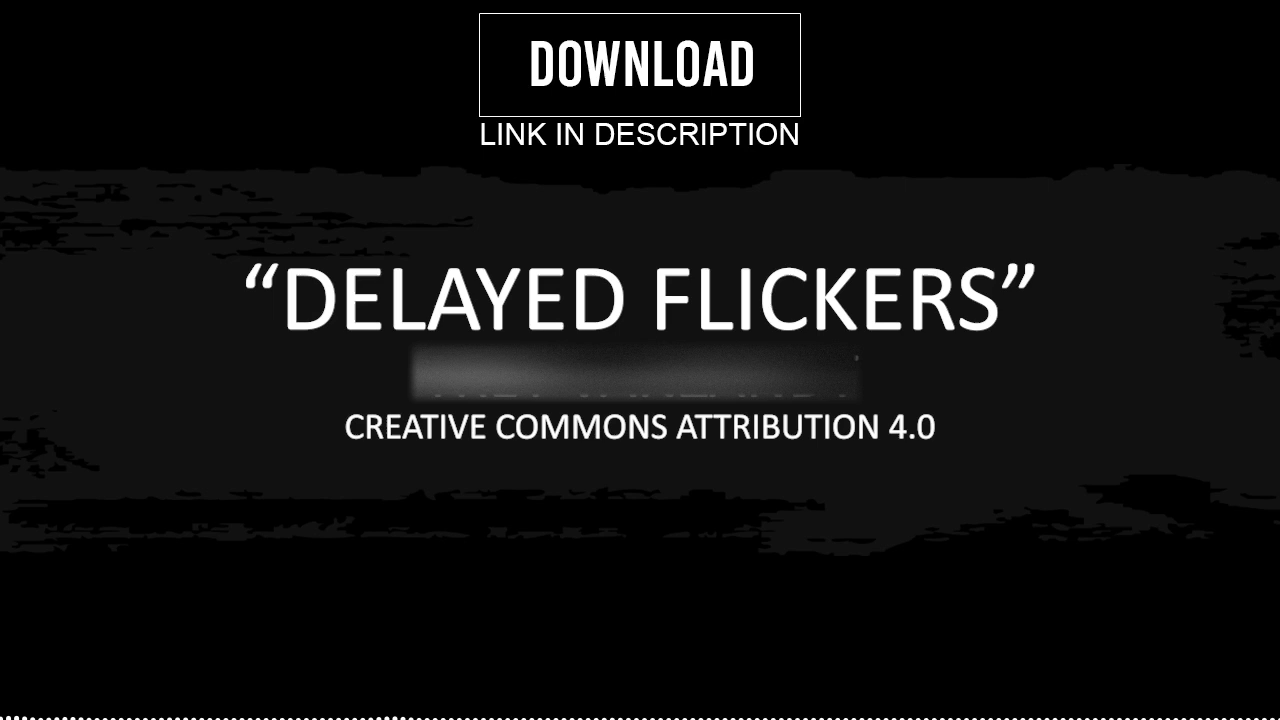 DOWNLOAD
LINK IN DESCRIPTION
“DELAYED FLICKERS”
CREATIVE COMMONS ATTRIBUTION 4.0